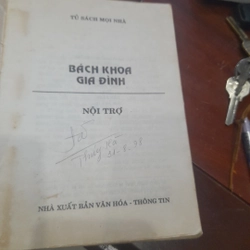 TỦ SÁCH MỌI NHÀ
BÁCH KHOA
GIA ĐÌNH
NỘI TRỢ
NHÀ XUẤT BẢN VĂN HÓA - THÔNG TIN